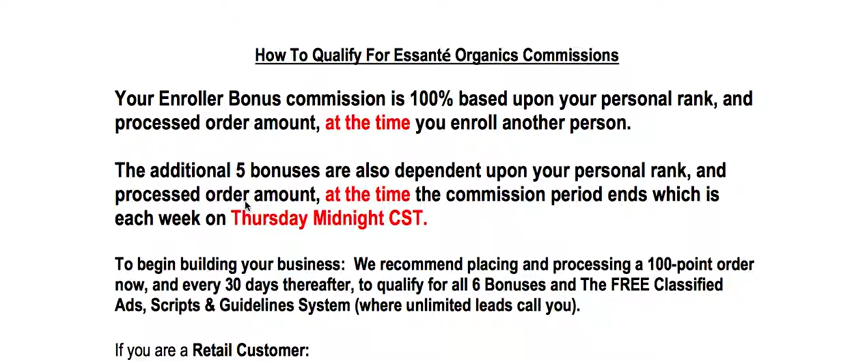 How To Qualify For Essanté Organics Commissions
Your Enroller Bonus commission is 100% based upon your personal rank, and
processed order amount, at the time you enroll another person.
The additional 5 bonuses are also dependent upon your personal rank, and
processed order amount, at the time the commission period ends which is
each week on Thursday Midnight CST.
To begin building your business:  We recommend placing and processing a 100-point order
now, and every 30 days thereafter, to qualify for all 6 Bonuses and The FREE Classified
Ads, Scripts & Guidelines System (where unlimited leads call you).
If you are a Retail Customer: